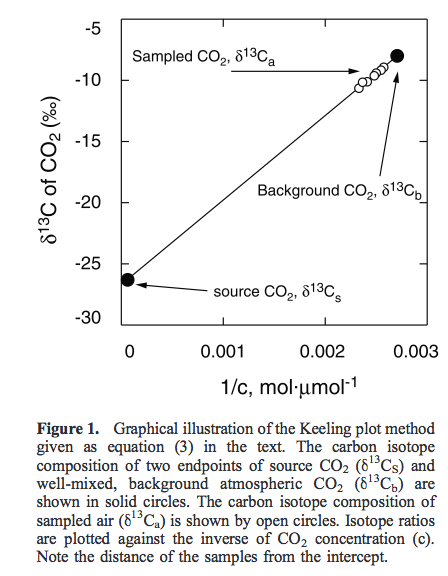 -5
Sampled CO2, δ13Ca
-10
-15
Background CO2, δ13Cb
-20
-25
source CO2, δ13Cs
-30
δ13C of CO2 (‰)
0 0.001 0.002 0.003
1/c, mol·μmol-1
Figure 1. Graphical illustration of the Keeling plot method
given as equation (3) in the text. The carbon isotope
composition of two endpoints of source CO2 (δ13CS) and
well-mixed, background atmospheric CO2 (δ13Cb) are
shown in solid circles. The carbon isotope composition of
sampled air (δ13Ca) is shown by open circles. Isotope ratios
are plotted against the inverse of CO2 concentration (c).
Note the distance of the samples from the intercept.